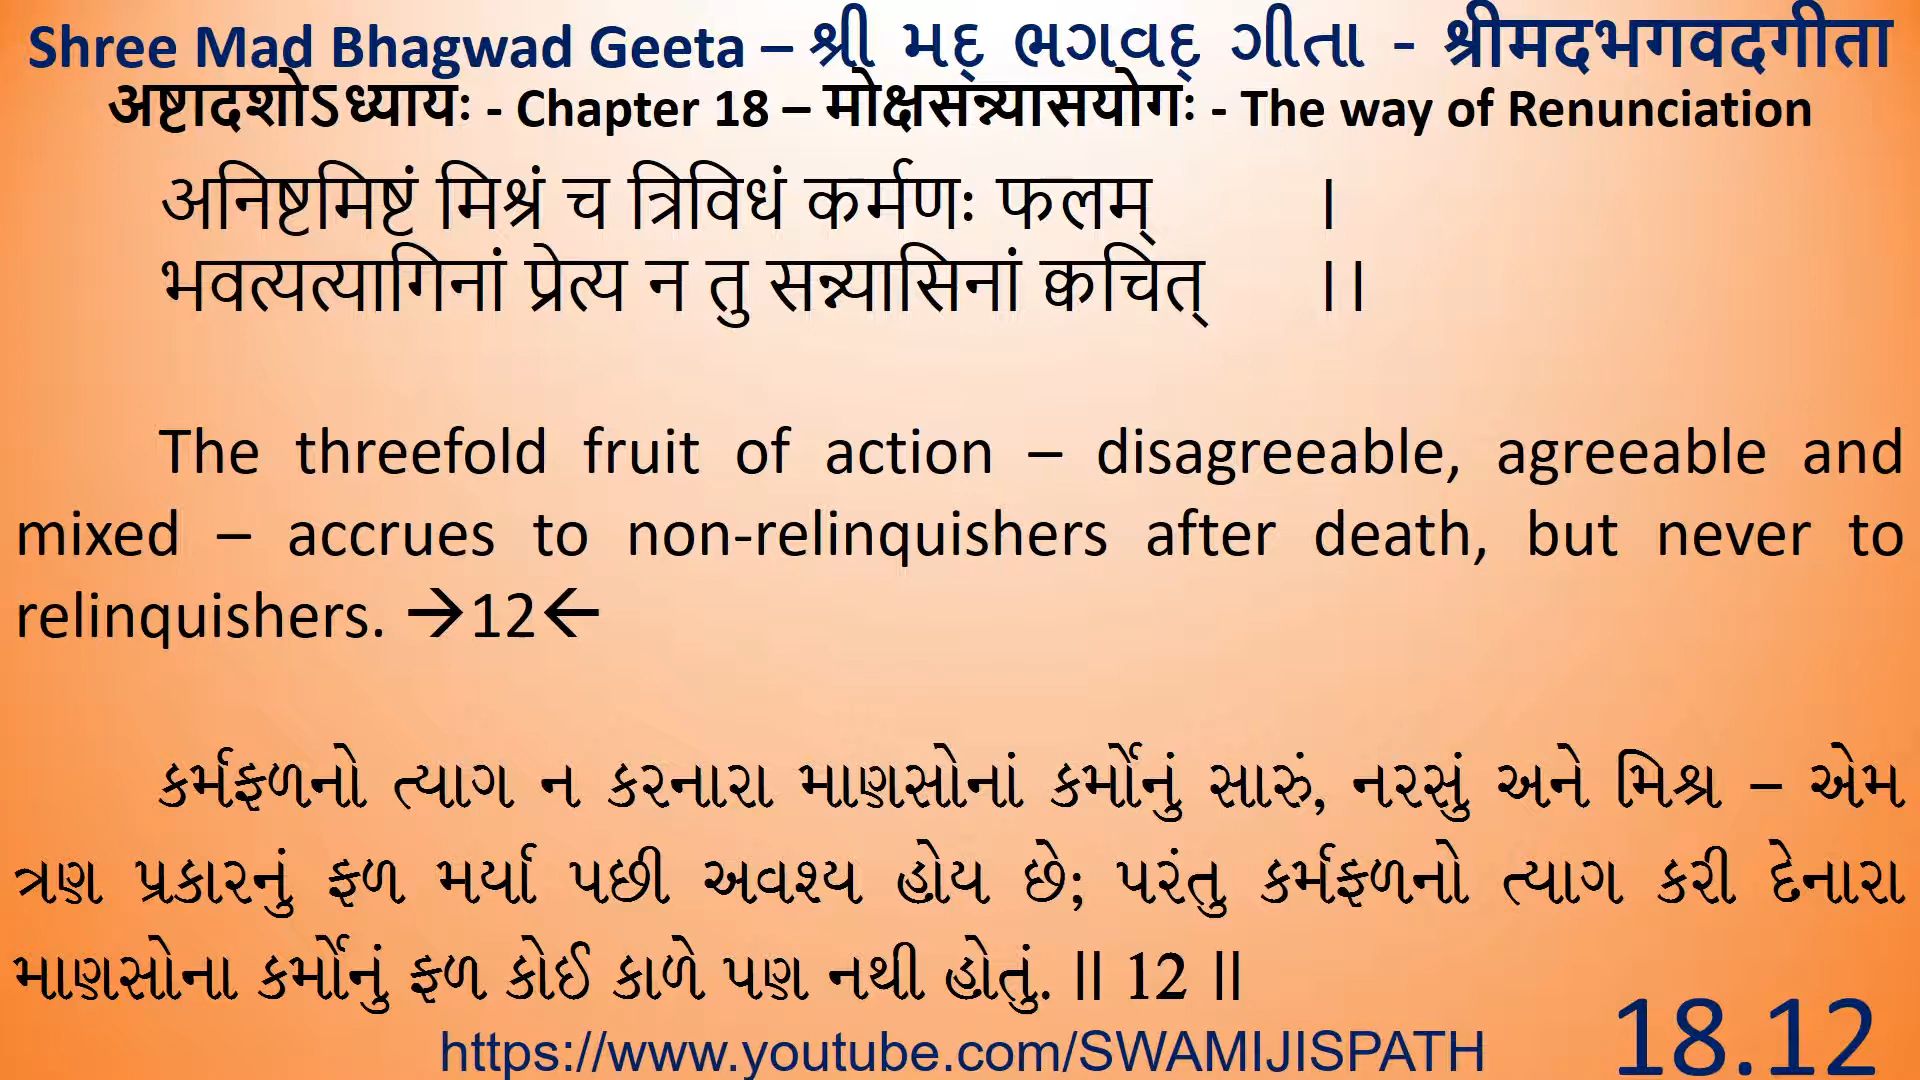 Shree Mad Bhagwad Geeta – શ્રી મદ્ ભગવદ્ ગીતા - श्रीमदभगवदगीता
अष्टादशोऽध्यायः - Chapter 18 – मोक्षसन्न्यासयोगः - The way of Renunciation
अनिष्टमिष्टं मिश्रं च त्रिविधं कर्मणः फलम् ।
भवत्यत्यागिनां प्रेत्य न तु सन्न्यासिनां क्वचित् ।।
The threefold fruit of action – disagreeable, agreeable and
mixed – accrues to non-relinquishers after death, but never to
relinquishers. →12←
કર્મફળનો ત્યાગ ન કરનારા માણસોનાં કર્મોનું સારું, નરસું અને મિશ્ર – એમ
ત્રણ પ્રકારનું ફળ મર્યા પછી અવશ્ય હોય છે; પરંતુ કર્મફળનો ત્યાગ કરી દેનારા
માણસોના કર્મોનું ફળ કોઈ કાળે પણ નથી હોતું. || 12 ||
https://www.youtube.com/SWAMIJISPATH
18.12